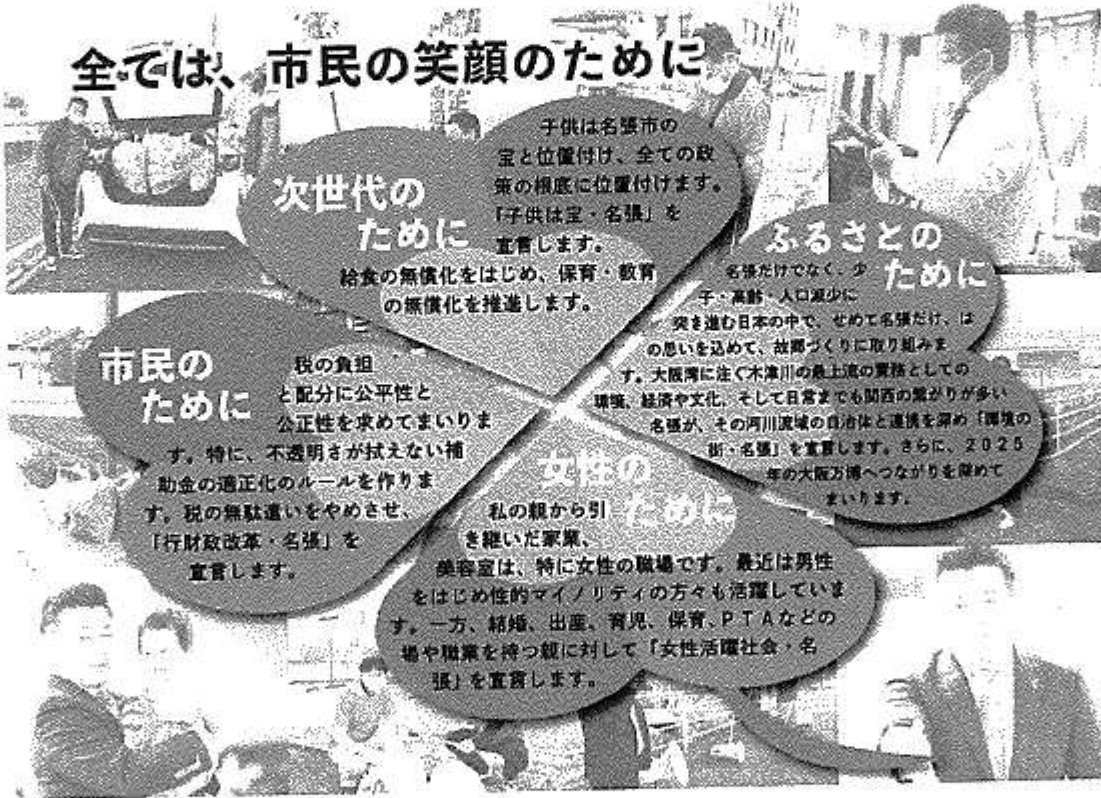 全ては、市民の笑顔のために
次世代の
ために
子供は名張市の
宝と位置付け、全ての政
策の根底に位置付けます。
「子供は宝・名張」を
宣言します。
給食の無償化をはじめ、保育・教育
の無償化を推進します。
ふるさとの
ために
名張だけでなく、少
子・高齢・人口減少に
突き進む日本の中で、せめて名張だけ、は
の思いを込めて、故郷づくりに取り組みま
す。大阪湾に注ぐ木津川の最上流の責務としての
環境、経済や文化、そして日常までも関西の繋がりが多い
名張が、その河川流域の自治体と連携を深め「環境の
街・名張」を宣言します。さらに、2025
年の大阪万博へつながりを深めて
まいります。
市民の
ために
税の負担
と配分に公平性と
公正性を求めてまいりま
す。特に、不透明さが拭えない補
助金の適正化のルールを作りま
す。税の無駄遣いをやめさせ、
「行財政改革・名張」を
宣言します。
女性の
ために
私の親から引
き継いだ家業、
美容室は、特に女性の職場です。最近は男性
をはじめ性的マイノリティの方々も活躍していま
す。一方、結婚、出産、育児、保育、PTAなどの
場や職業を持つ親に対して「女性活躍社会・名
張」を宣言します。